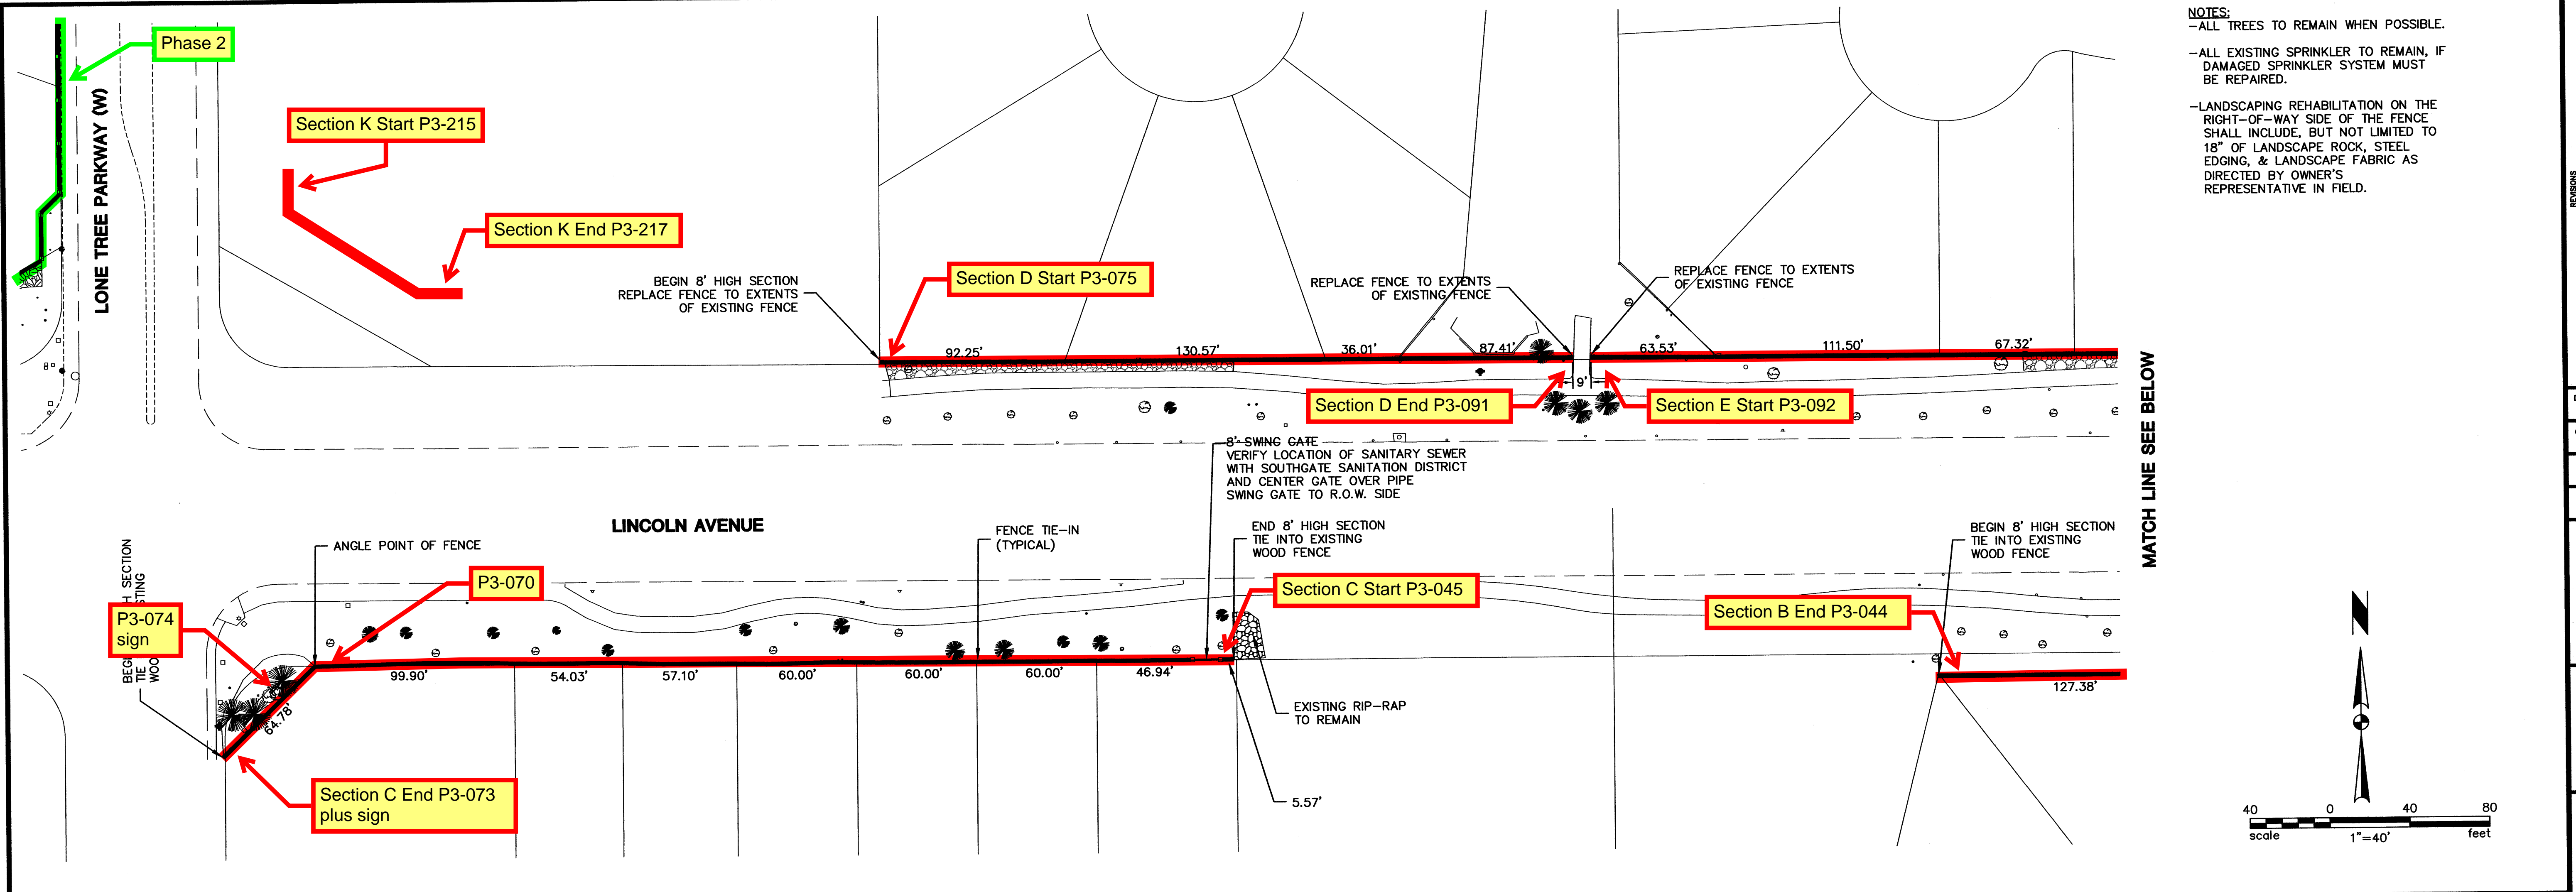 NOTES:
-ALL TREES TO REMAIN WHEN POSSIBLE.
-ALL EXISTING SPRINKLER TO REMAIN, IF
DAMAGED SPRINKLER SYSTEM MUST
BE REPAIRED.
-LANDSCAPING REHABILITATION ON THE
RIGHT-OF-WAY SIDE OF THE FENCE
SHALL INCLUDE, BUT NOT LIMITED TO
18" OF LANDSCAPE ROCK, STEEL
EDGING, & LANDSCAPE FABRIC AS
DIRECTED BY OWNER'S
REPRESENTATIVE IN FIELD.
REVISIONS
Phase 2
LONE TREE PARKWAY (W)
Section K Start P3-215
Section K End P3-217
BEGIN 8' HIGH SECTION
REPLACE FENCE TO EXTENTS
OF EXISTING FENCE
Section D Start P3-075
REPLACE FENCE TO EXTENTS
OF EXISTING FENCE
REPLACE FENCE TO EXTENTS
OF EXISTING FENCE
92.25'
130.57'
36.01'
87.41'
63.53'
111.50'
67.32'
9'
Section D End P3-091
Section E Start P3-092
MATCH LINE SEE BELOW
8' SWING GATE
VERIFY LOCATION OF SANITARY SEWER
WITH SOUTHGATE SANITATION DISTRICT
AND CENTER GATE OVER PIPE
SWING GATE TO R.O.W. SIDE
LINCOLN AVENUE
ANGLE POINT OF FENCE
FENCE TIE-IN
(TYPICAL)
END 8' HIGH SECTION
TIE INTO EXISTING
WOOD FENCE
BEGIN 8' HIGH SECTION
TIE INTO EXISTING
WOOD FENCE
P3-070
Section C Start P3-045
Section B End P3-044
P3-074
sign
H SECTION
TIE
99.90'
54.03'
57.10'
60.00'
60.00'
60.00'
46.94'
127.38'
64.78'
EXISTING RIP-RAP
TO REMAIN
Section C End P3-073
plus sign
5.57'
40 0 40 80
scale 1"=40' feet